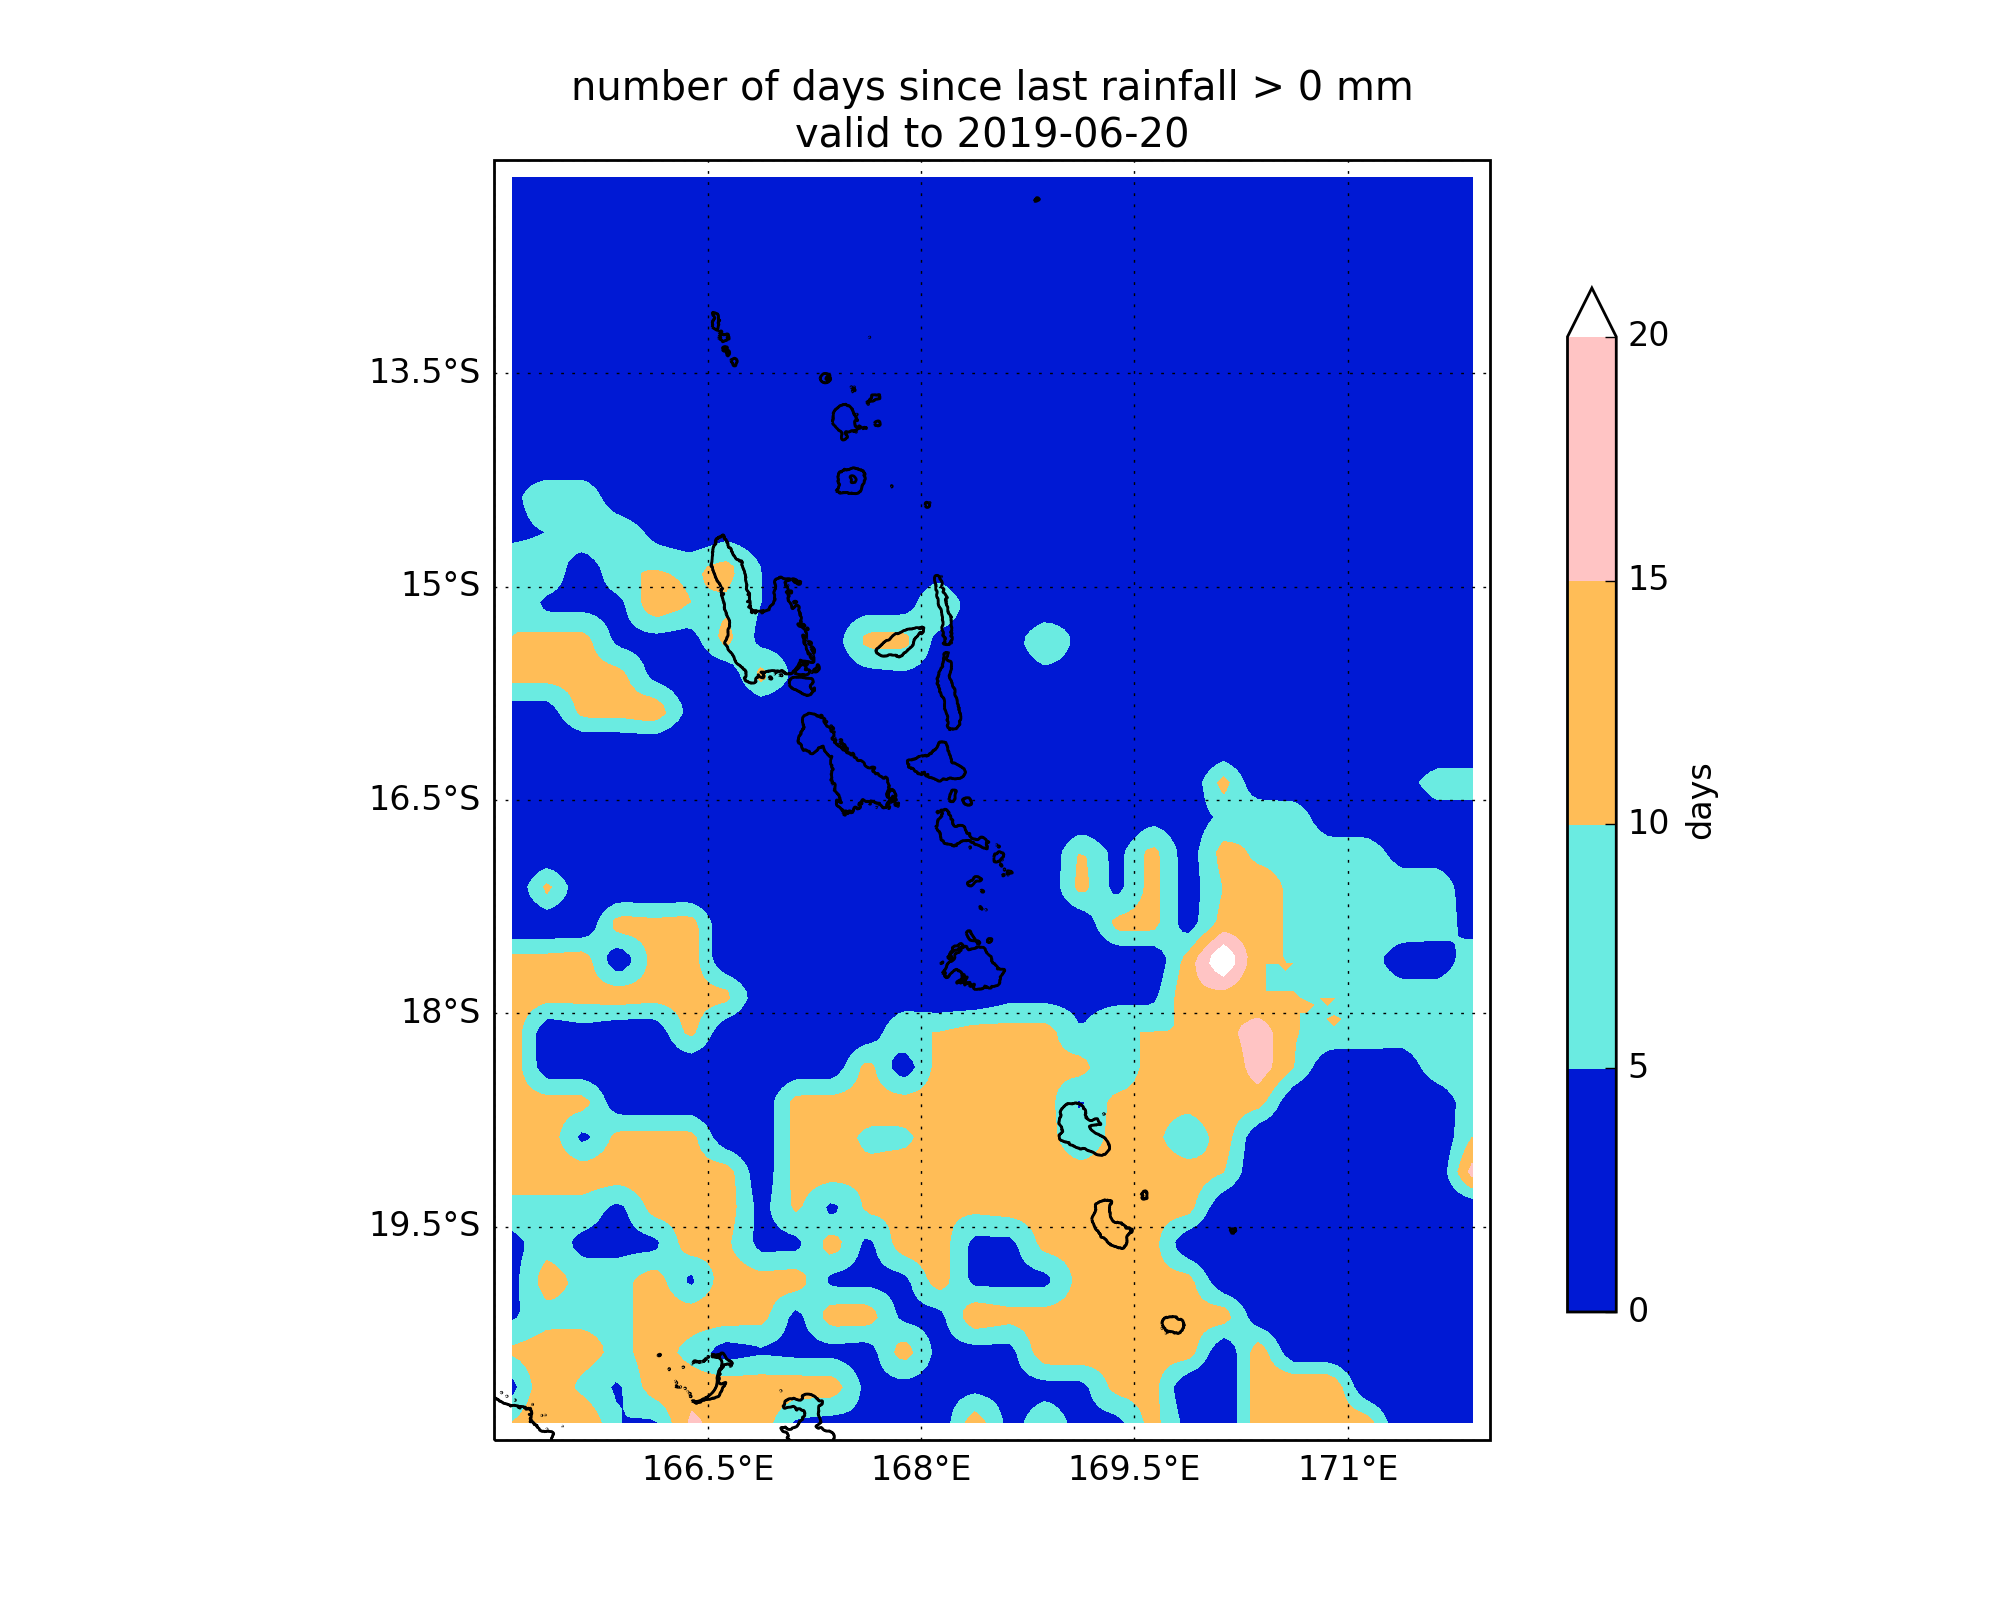 number of days since last rainfall > 0 mm
valid to 2019-06-20
13.5°S
15°S
16.5°S
18°S
19.5°S
166.5°E
168°E
169.5°E
171°E
20
15
10
5
0
days